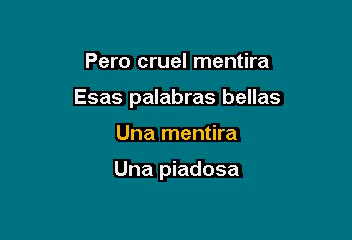 Pero cruel mentira
Esas palabras bellas
Una mentira
Una piadosa